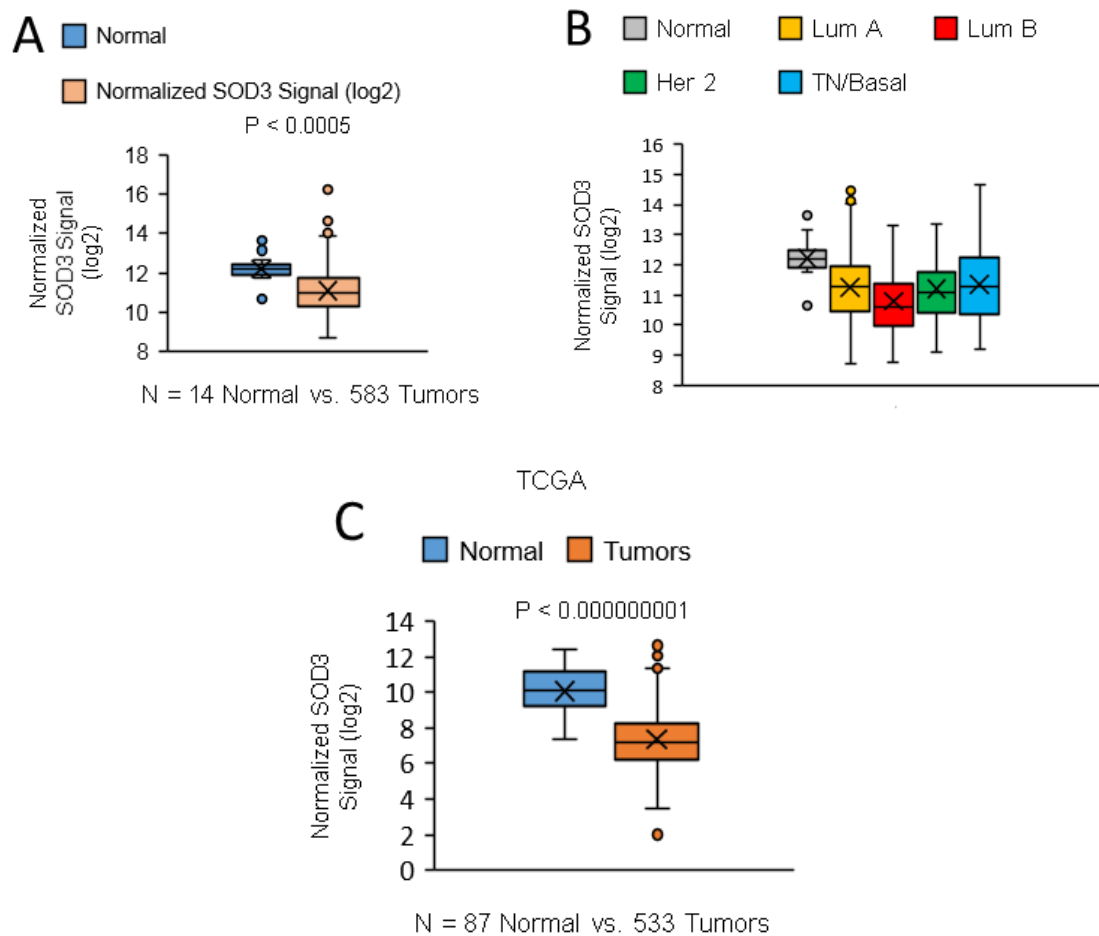 A
Normal
Normalized SOD3 Signal (log2)
P < 0.0005
Normalized
SOD3 Signal
(log2)
18
16
14
12
10
8
N = 14 Normal vs. 583 Tumors
B
Normal
Lum A
Lum B
Her 2
TN/Basal
Normalized SOD3
Signal (log2)
16
15
14
13
12
11
10
9
8
TCGA
C
Normal
Tumors
P < 0.000000001
Normalized SOD3
Signal (log2)
14
12
10
8
6
4
2
0
N = 87 Normal vs. 533 Tumors